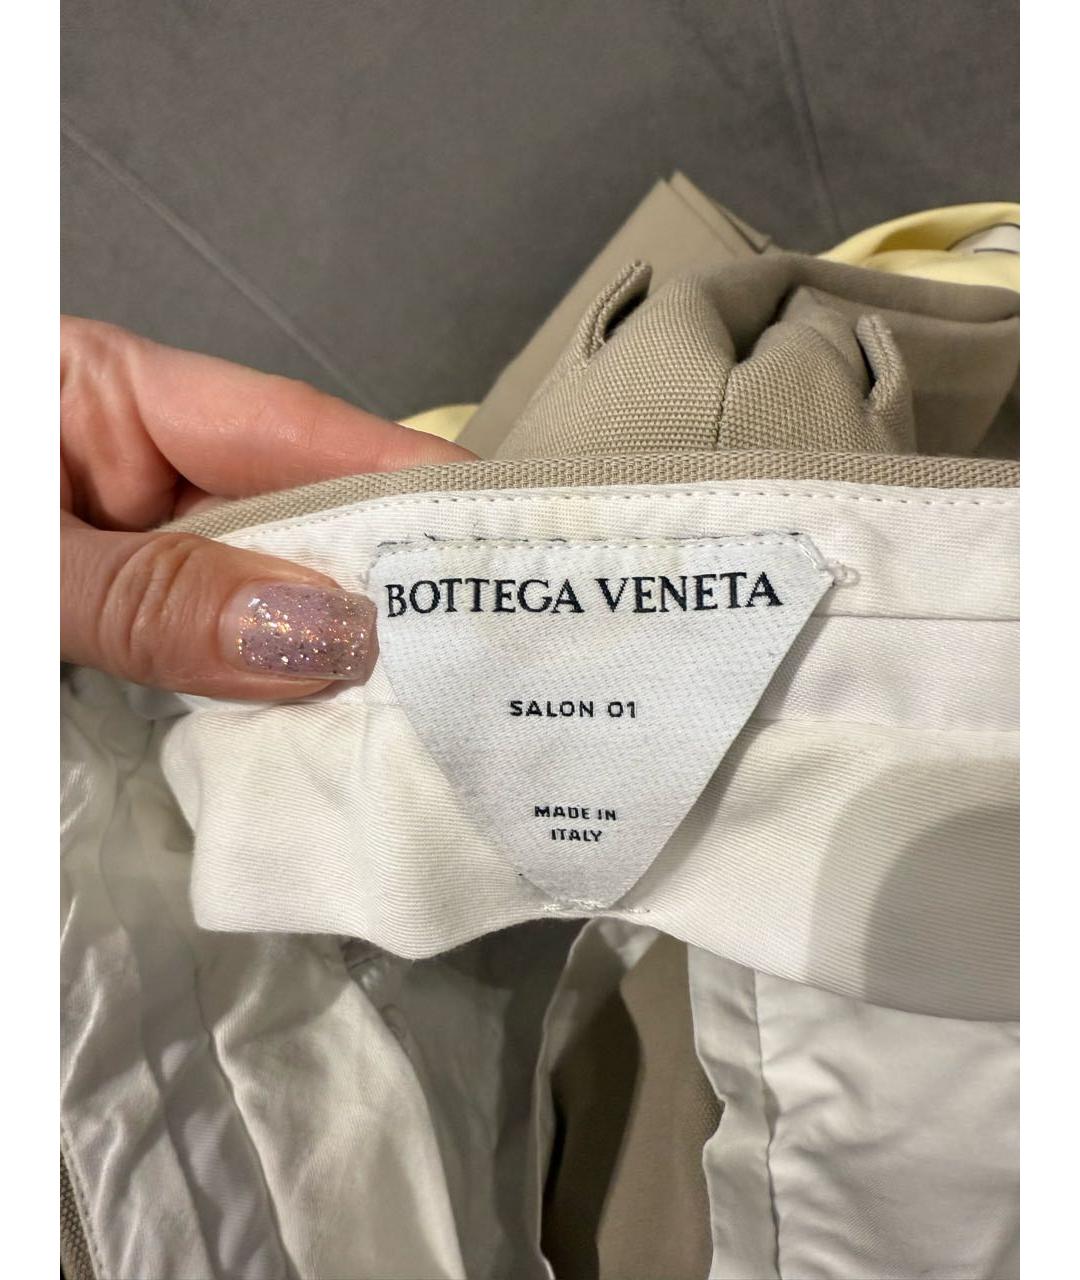 BOTTEGA VENETA
SALON 01
MADE IN
ITALY